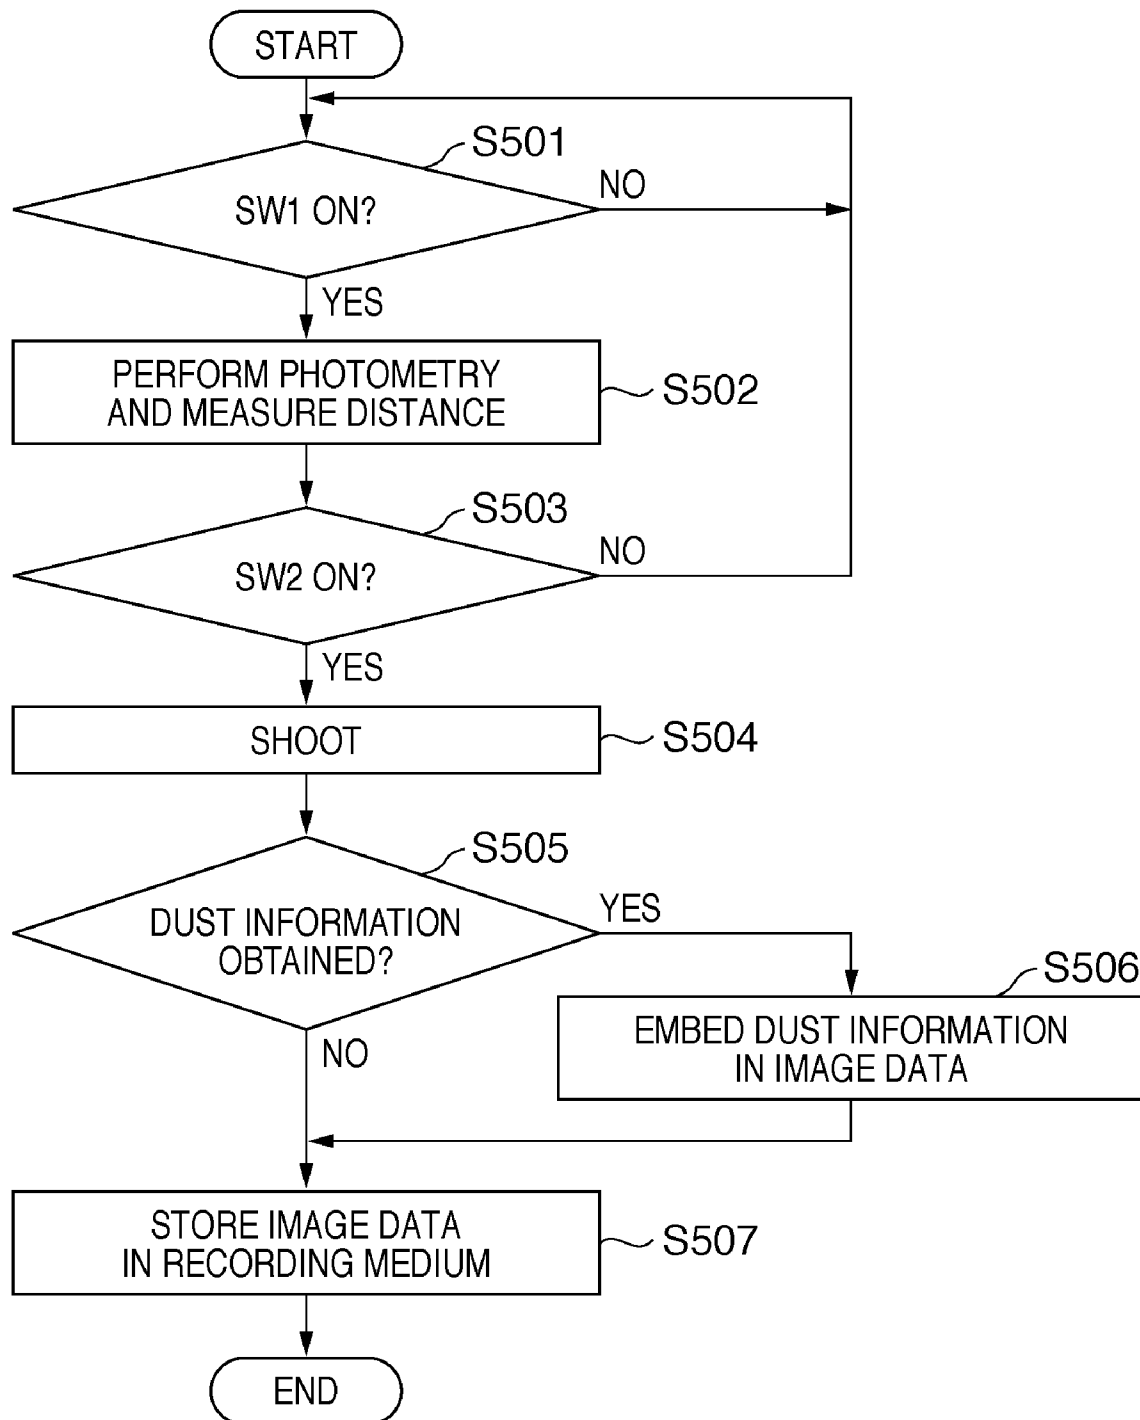 START
S501
SW1 ON?
NO
YES
PERFORM PHOTOMETRY
AND MEASURE DISTANCE
S502
S503
SW2 ON?
NO
YES
SHOOT
S504
S505
DUST INFORMATION
OBTAINED?
YES
NO
S506
EMBED DUST INFORMATION
IN IMAGE DATA
STORE IMAGE DATA
IN RECORDING MEDIUM
S507
END